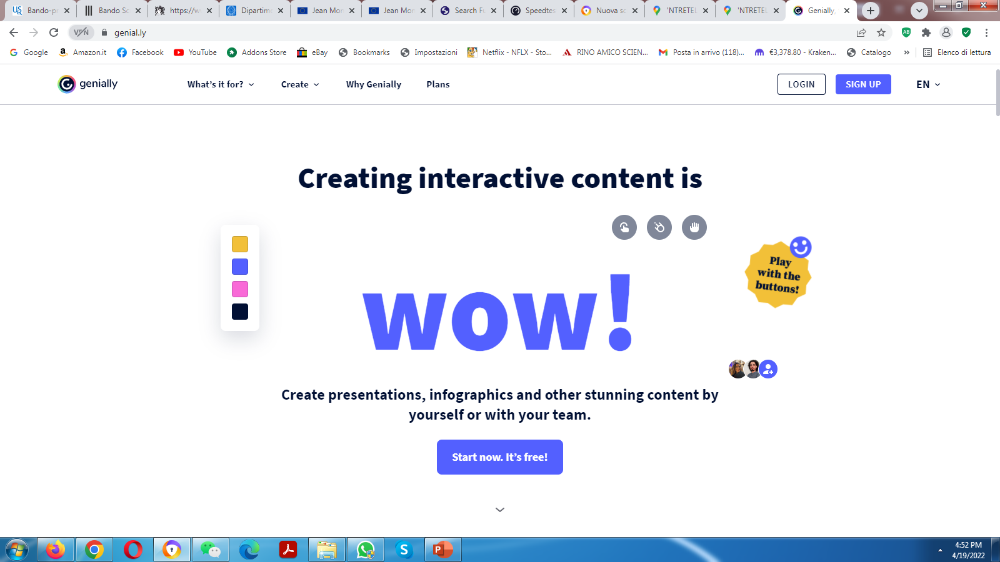 Bando-pr
Bando Sc
https://w
Dipartime
Jean Mon
Jean Mon
Search Fu
Speedtes
Nuova sc
'NTRETEL
'NTRETEL
Genially,
VPN
genial.ly
Google
Amazon.it
Facebook
YouTube
Addons Store
eBay
Bookmarks
Impostazioni
Netflix - NFLX - Sto...
RINO AMICO SCIEN...
Posta in arrivo (118)...
€3,378.80 - Kraken...
Catalogo
»
Elenco di lettura
genially
What's it for?
Create
Why Genially
Plans
LOGIN
SIGN UP
EN
Creating interactive content is
wow!
Play
with the
buttons!
Create presentations, infographics and other stunning content by
yourself or with your team.
Start now. It's free!
4:52 PM
4/19/2022